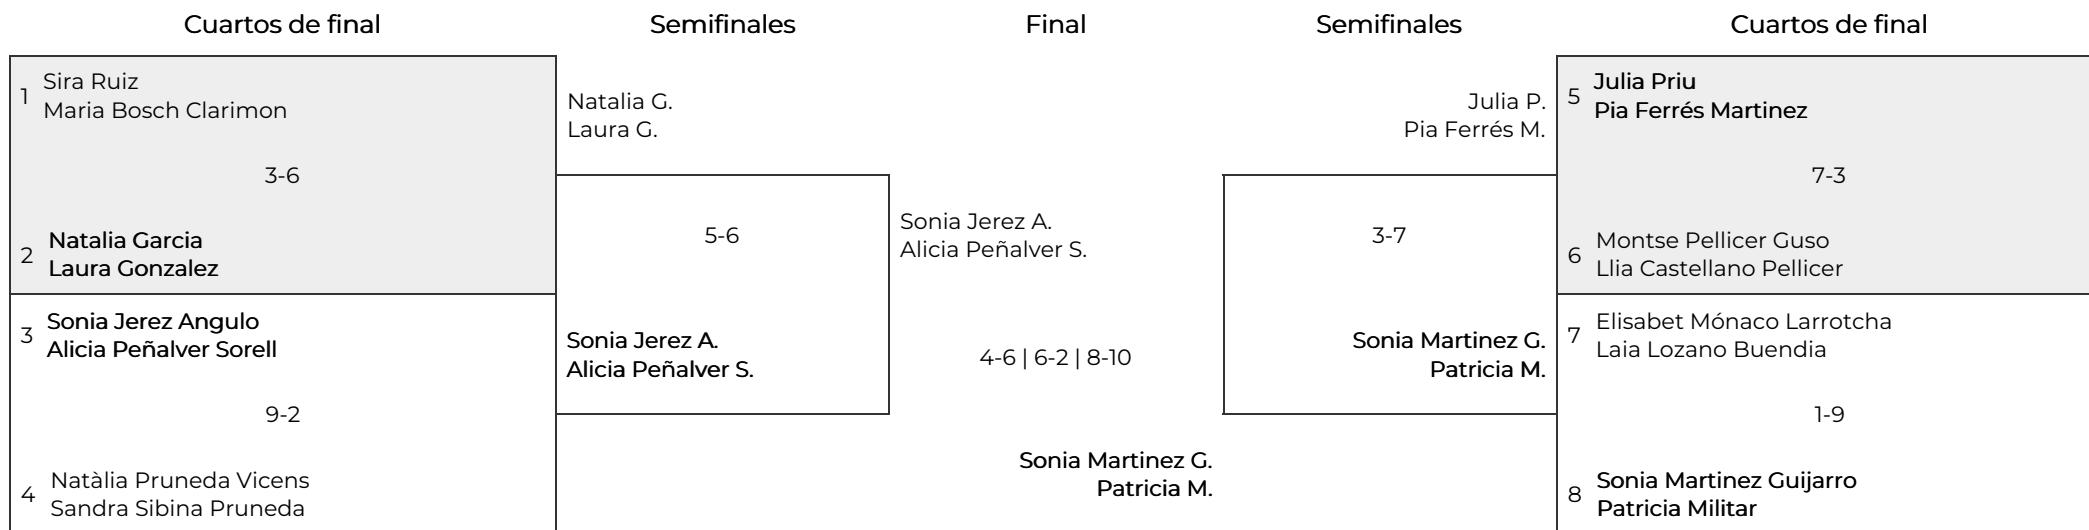 Cuartos de final
Semifinales
Final
Semifinales
Cuartos de final
1
Sira Ruiz
Maria Bosch Clarimon
3-6
2
Natalia Garcia
Laura Gonzalez
3
Sonia Jerez Angulo
Alicia Peñalver Sorell
9-2
4
Natàlia Pruneda Vicens
Sandra Sibina Pruneda
Natalia G.
Laura G.
5-6
Sonia Jerez A.
Alicia Peñalver S.
Sonia Jerez A.
Alicia Peñalver S.
4-6 | 6-2 | 8-10
Sonia Martinez G.
Patricia M.
Julia P.
Pia Ferrés M.
3-7
Sonia Martinez G.
Patricia M.
5
Julia Priu
Pia Ferrés Martinez
7-3
6
Montse Pellicer Guso
Llia Castellano Pellicer
7
Elisabet Mónaco Larrotcha
Laia Lozano Buendia
1-9
8
Sonia Martinez Guijarro
Patricia Militar